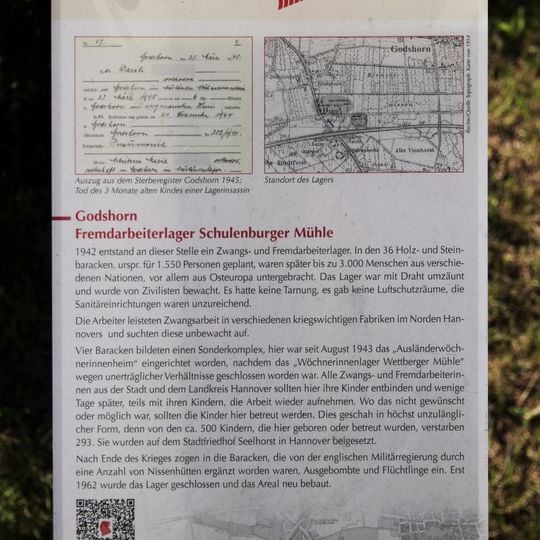 No. 27. C
Godshorn
Auszug aus dem Sterberegister Godshorn 1945;
Tod des 3 Monate alten Kindes einer Lagerinsassin
Standort des Lagers
Godshorn
Fremdarbeiterlager Schulenburger Mühle
1942 entstand an dieser Stelle ein Zwangs- und Fremdarbeiterlager. In den 36 Holz- und Stein-
baracken, urspr. für 1.550 Personen geplant, waren später bis zu 3.000 Menschen aus verschie-
denen Nationen, vor allem aus Osteuropa untergebracht. Das Lager war mit Draht umzäunt
und wurde von Zivilisten bewacht. Es hatte keine Tarnung, es gab keine Luftschutzräume, die
Sanitäreinrichtungen waren unzureichend.
Die Arbeiter leisteten Zwangsarbeit in verschiedenen kriegswichtigen Fabriken im Norden Han-
novers und suchten diese unbewacht auf.
Vier Baracken bildeten einen Sonderkomplex, hier war seit August 1943 das „Ausländerwöch-
nerinnenheim" eingerichtet worden, nachdem das „Wöchnerinnenlager Wettberger Mühle"
wegen unerträglicher Verhältnisse geschlossen worden war. Alle Zwangs- und Fremdarbeiterin-
nen aus der Stadt und dem Landkreis Hannover sollten hier ihre Kinder entbinden und wenige
Tage später, teils mit ihren Kindern, die Arbeit wieder aufnehmen. Wo das nicht gewünscht
oder möglich war, sollten die Kinder hier betreut werden. Dies geschah in höchst unzulängli-
cher Form, denn von den ca. 500 Kindern, die hier geboren oder betreut wurden, verstarben
293. Sie wurden auf dem Stadtfriedhof Seelhorst in Hannover beigesetzt.
Nach Ende des Krieges zogen in die Baracken, die von der englischen Militärregierung durch
eine Anzahl von Nissenhütten ergänzt worden waren, Ausgebombte und Flüchtlinge ein. Erst
1962 wurde das Lager geschlossen und das Areal neu bebaut.